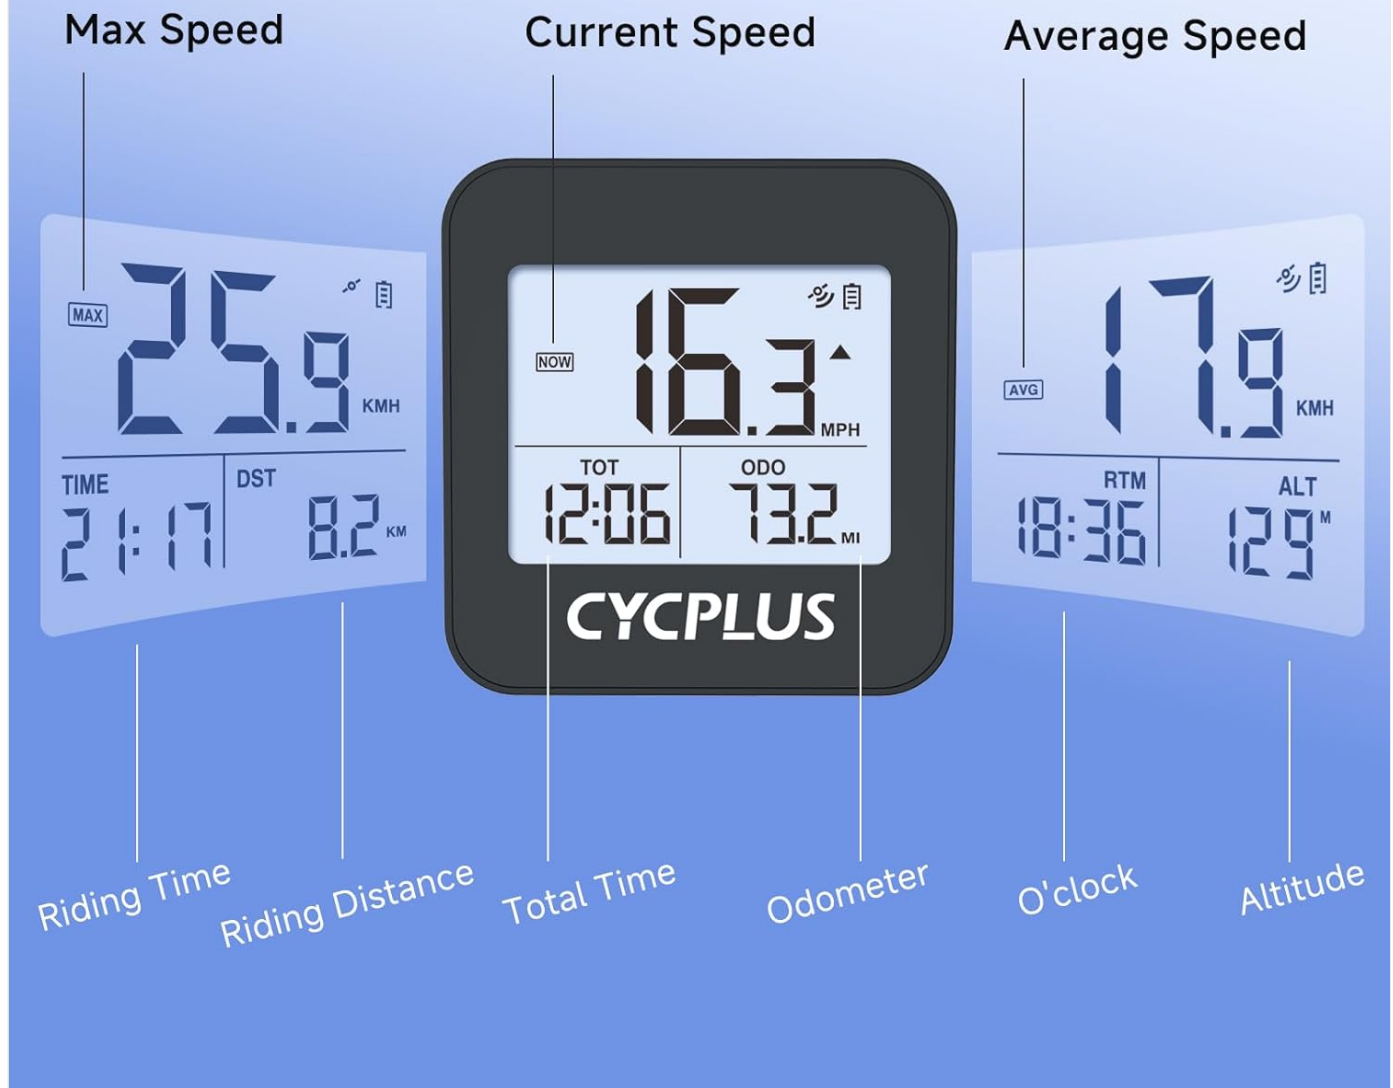 Max Speed
Current Speed
Average Speed
MAX
25.9
KMH
TIME
21:17
DST
8.2
KM
NOW
16.3
MPH
TOT
12:06
ODO
73.2
MI
CYCPLUS
AVG
17.9
KMH
RTM
18:36
ALT
129
M
Riding Time
Riding Distance
Total Time
Odometer
O'clock
Altitude